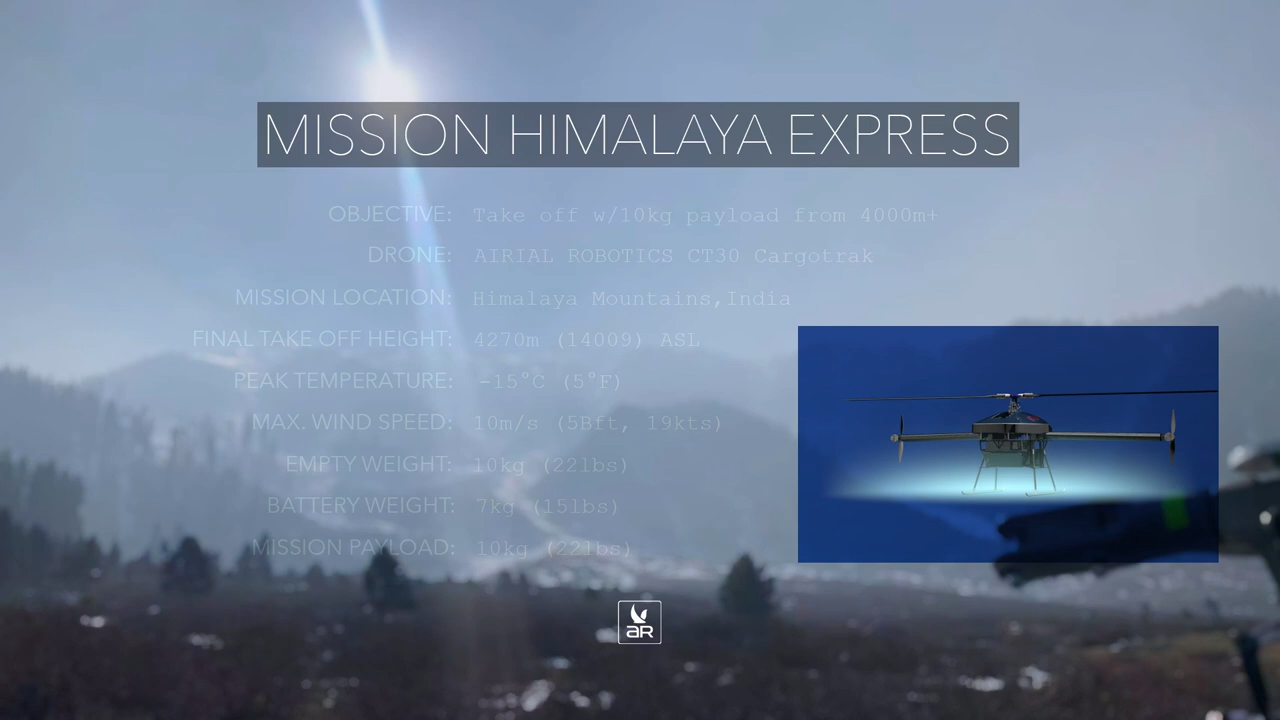 MISSION HIMALAYA EXPRESS
OBJECTIVE: Take off w/10kg payload from 4000m+
DRONE: AIRIAL ROBOTICS CT30 Cargotrak
MISSION LOCATION: Himalaya Mountains,India
FINAL TAKE OFF HEIGHT: 4270m (14009) ASL
PEAK TEMPERATURE: -15°C (5°F)
MAX. WIND SPEED: 10m/s (5Bft, 19kts)
EMPTY WEIGHT: 10kg (22lbs)
BATTERY WEIGHT: 7kg (15lbs)
MISSION PAYLOAD: 10kg (22lbs)
aR